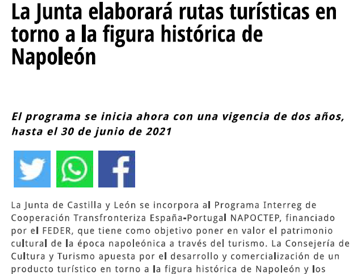 La Junta elaborará rutas turísticas en
torno a la figura histórica de
Napoleón
El programa se inicia ahora con una vigencia de dos años,
hasta el 30 de junio de 2021
La Junta de Castilla y León se incorpora al Programa Interreg de
Cooperación Transfronteriza España-Portugal NAPOCTEP, financiado
por el FEDER, que tiene como objetivo poner en valor el patrimonio
cultural de la época napoleónica a través del turismo. La Consejería de
Cultura y Turismo apuesta por el desarrollo y comercialización de un
producto turístico en torno a la figura histórica de Napoleón y los